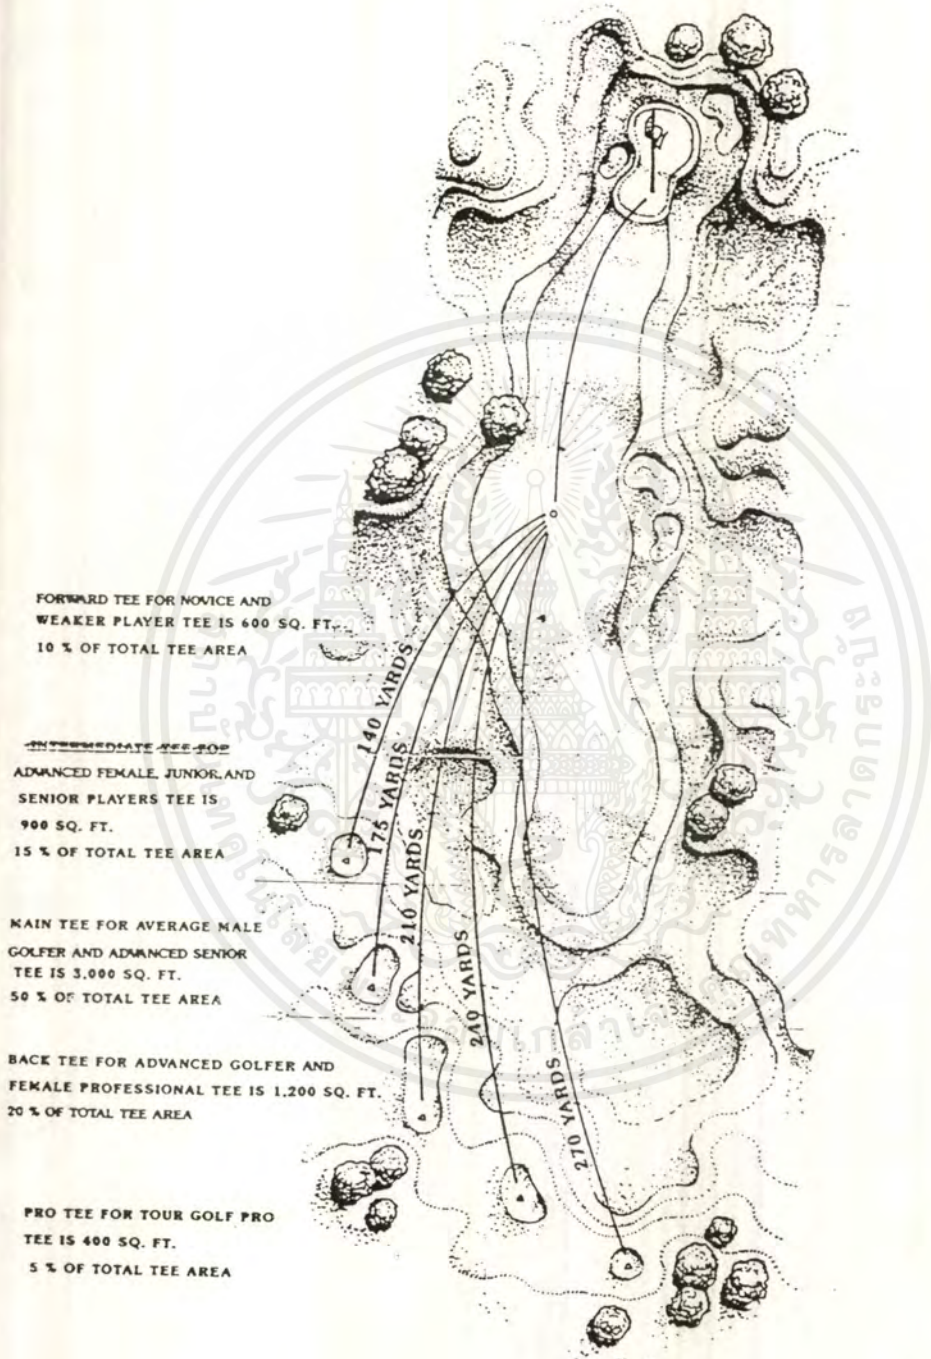 FORWARD TEE FOR NOVICE AND
WEAKER PLAYER TEE IS 600 SQ. FT.
10 % OF TOTAL TEE AREA
INTERMEDIATE TEE FOR
ADVANCED FEMALE, JUNIOR, AND
SENIOR PLAYERS TEE IS
900 SQ. FT.
15 % OF TOTAL TEE AREA
MAIN TEE FOR AVERAGE MALE
GOLFER AND ADVANCED SENIOR
TEE IS 3,000 SQ. FT.
50 % OF TOTAL TEE AREA
BACK TEE FOR ADVANCED GOLFER AND
FEMALE PROFESSIONAL TEE IS 1,200 SQ. FT.
20 % OF TOTAL TEE AREA
PRO TEE FOR TOUR GOLF PRO
TEE IS 400 SQ. FT.
5 % OF TOTAL TEE AREA
140 YARDS
175 YARDS
210 YARDS
240 YARDS
270 YARDS